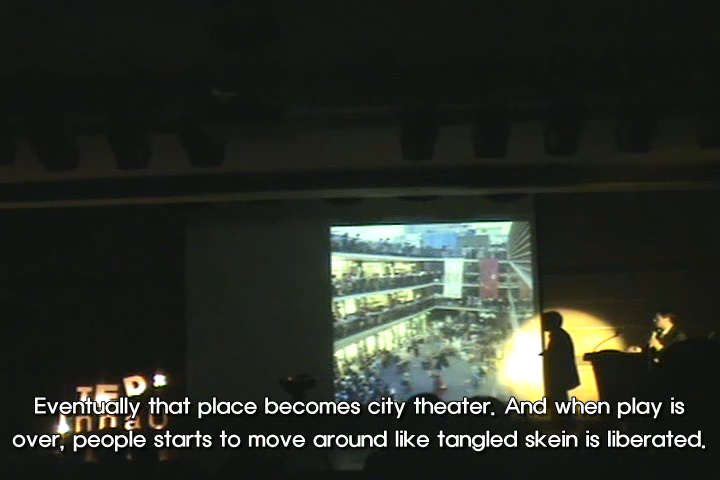 TEDx
Eventually that place becomes city theater. And when play is
over, people starts to move around like tangled skein is liberated.